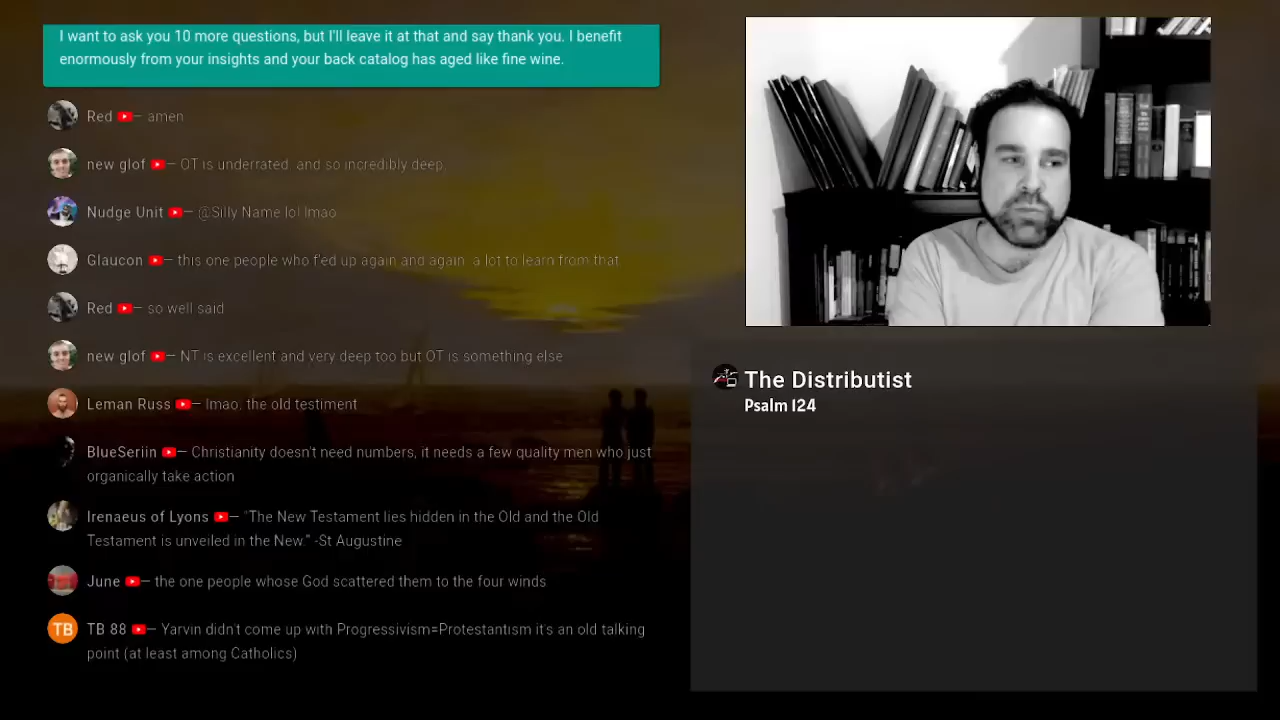 I want to ask you 10 more questions, but I'll leave it at that and say thank you. I benefit
enormously from your insights and your back catalog has aged like fine wine.
Red — amen
new glof — OT is underrated and so incredibly deep.
Nudge Unit — @Silly Name lol lmao
Glaucon — this one people who f'ed up again and again a lot to learn from that
Red — so well said
new glof — NT is excellent and very deep too but OT is something else
Leman Russ — lmao, the old testiment
BlueSeriin — Christianity doesn't need numbers, it needs a few quality men who just
organically take action
Irenaeus of Lyons — "The New Testament lies hidden in the Old and the Old
Testament is unveiled in the New." -St Augustine
June — the one people whose God scattered them to the four winds
TB
TB 88 — Yarvin didn't come up with Progressivism=Protestantism it's an old talking
point (at least among Catholics)
The Distributist
Psalm 124